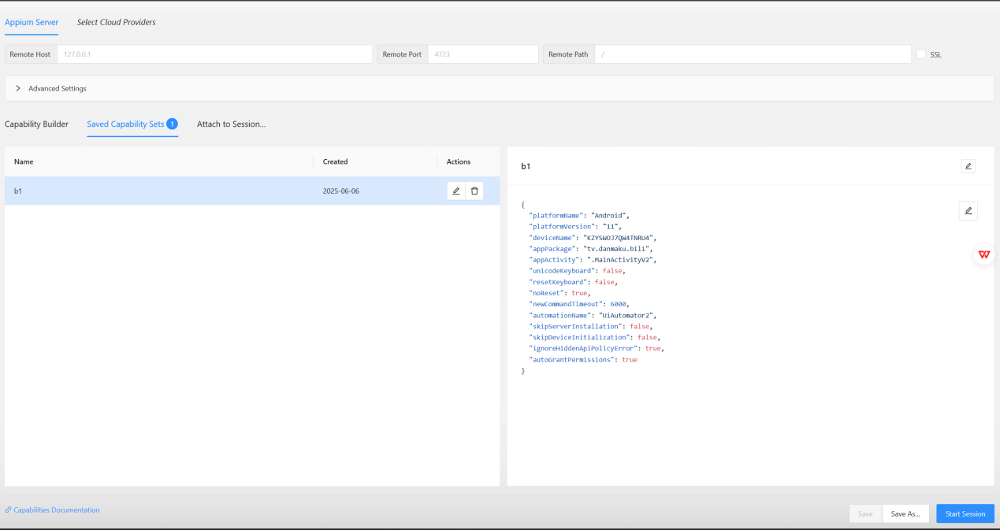 Appium Server Select Cloud Providers
Remote Host 127.0.0.1 Remote Port 4723 Remote Path / SSL
Advanced Settings
Capability Builder Saved Capability Sets 1 Attach to Session...
Name Created Actions
b1 2025-06-06
b1
{
"platformName": "Android",
"platformVersion": "11",
"deviceName": "KZYSWOJ7QW4TNRU4",
"appPackage": "tv.danmaku.bili",
"appActivity": ".MainActivityV2",
"unicodeKeyboard": false,
"resetKeyboard": false,
"noReset": true,
"newCommandTimeout": 6000,
"automationName": "UiAutomator2",
"skipServerInstallation": false,
"skipDeviceInitialization": false,
"ignoreHiddenApiPolicyError": true,
"autoGrantPermissions": true
}
Capabilities Documentation
Save Save As... Start Session